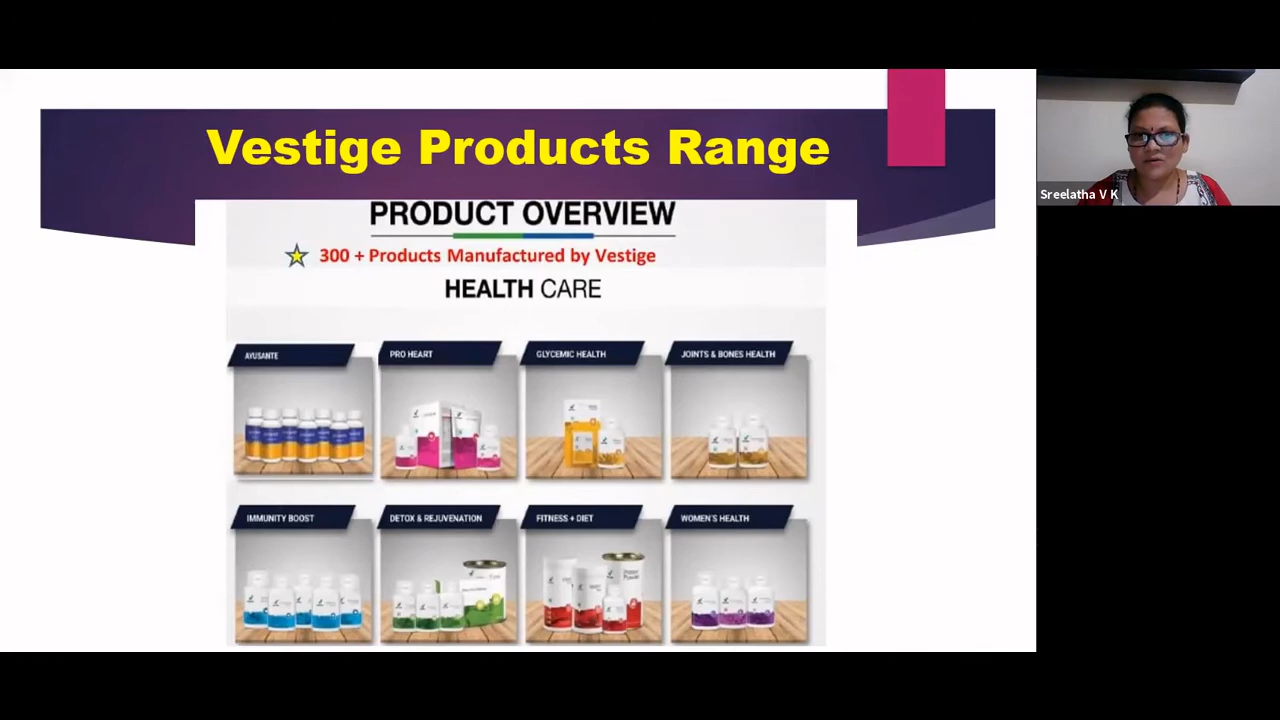 Vestige Products Range
PRODUCT OVERVIEW
300 + Products Manufactured by Vestige
HEALTH CARE
AYUSANTE
PRO HEART
GLYCEMIC HEALTH
JOINTS & BONES HEALTH
IMMUNITY BOOST
DETOX & REJUVENATION
FITNESS + DIET
WOMEN'S HEALTH
Sreelatha V K